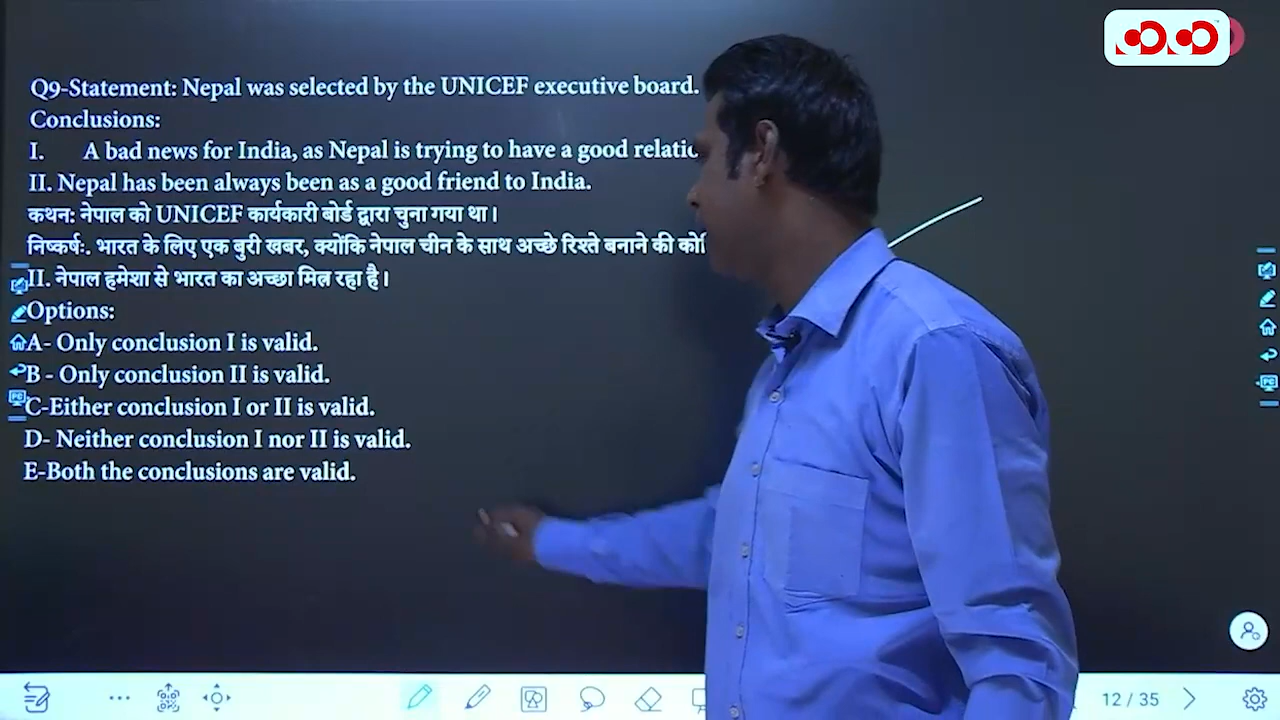 Q9-Statement: Nepal was selected by the UNICEF executive board.
Conclusions:
I. A bad news for India, as Nepal is trying to have a good
II. Nepal has been always been as a good friend to India.
कथन: नेपाल को UNICEF कार्यकारी बोर्ड द्वारा चुना गया था।
निष्कर्ष:. भारत के लिए एक बुरी खबर, क्योंकि नेपाल चीन के साथ अच्छे रिश्ते बनाने की
II. नेपाल हमेशा से भारत का अच्छा मित्र रहा है।
Options:
A- Only conclusion I is valid.
B - Only conclusion II is valid.
C-Either conclusion I or II is valid.
D- Neither conclusion I nor II is valid.
E-Both the conclusions are valid.
PC
PC
12 / 35